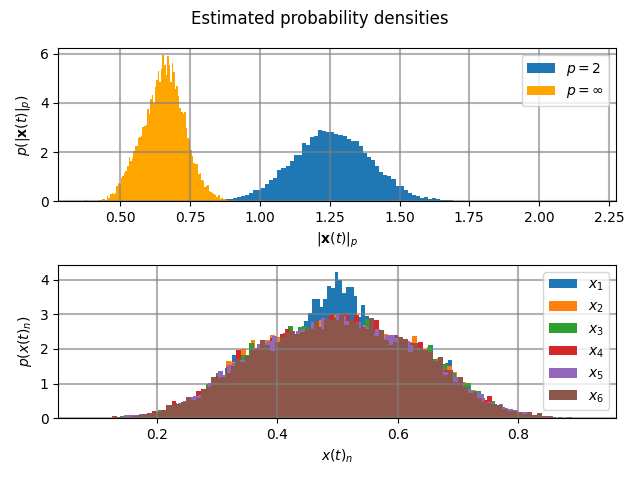 Estimated probability densities
6
4
2
0
p(|𝐱(t)|ₚ)
p = 2
p = ∞
0.50 0.75 1.00 1.25 1.50 1.75 2.00 2.25
|𝐱(t)|ₚ
4
3
2
1
0
p(x(t)ₙ)
x₁
x₂
x₃
x₄
x₅
x₆
0.2 0.4 0.6 0.8
x(t)ₙ